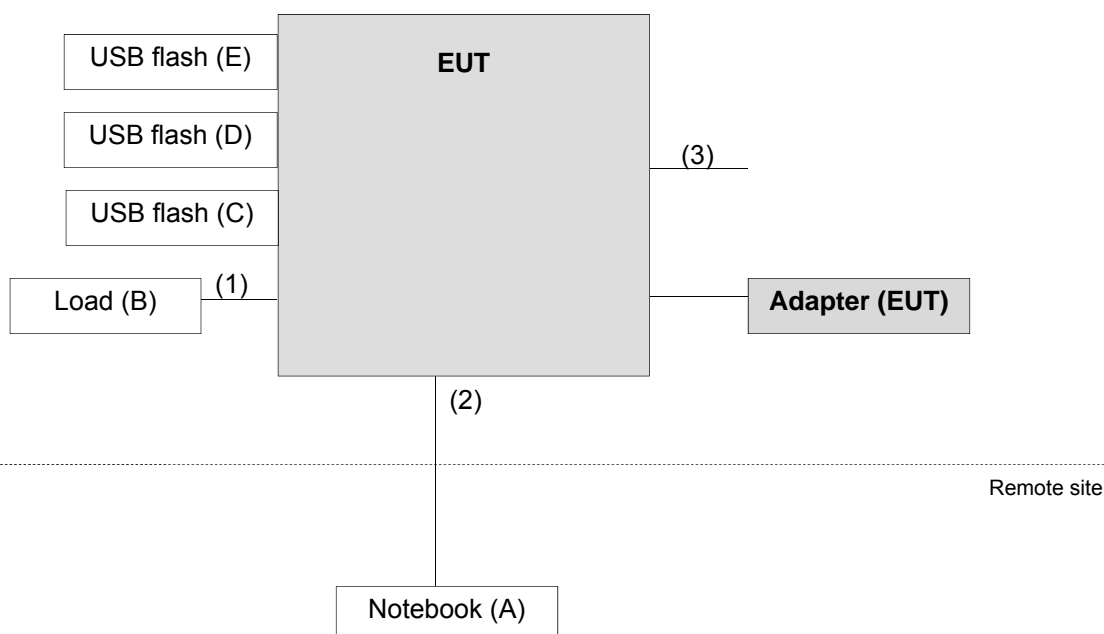 USB flash (E)
EUT
USB flash (D)
(3)
USB flash (C)
(1)
Load (B)
Adapter (EUT)
(2)
Remote site
Notebook (A)